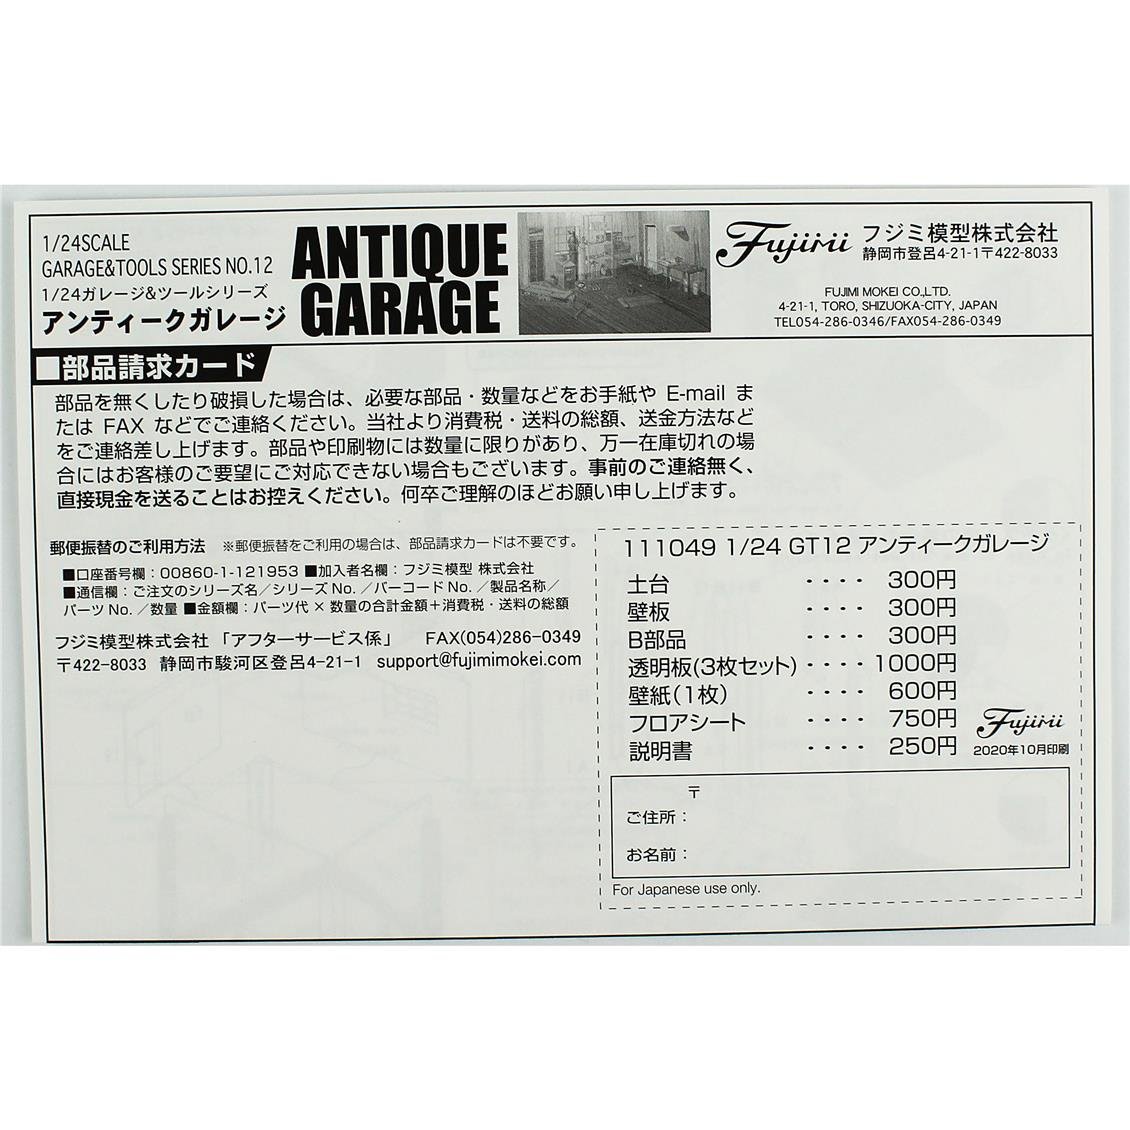 1/24SCALE
GARAGE&TOOLS SERIES NO.12
1/24ガレージ&ツールシリーズ
アンティークガレージ
ANTIQUE
GARAGE
Fujimi
フジミ模型株式会社
静岡市登呂4-21-1〒422-8033
FUJIMI MOKEI CO.,LTD.
4-21-1, TORO, SHIZUOKA-CITY, JAPAN
TEL054-286-0346/FAX054-286-0349
■部品請求カード
部品を無くしたり破損した場合は、必要な部品・数量などをお手紙や E-mail ま
たは FAX などでご連絡ください。当社より消費税・送料の総額、送金方法など
をご連絡差し上げます。部品や印刷物には数量に限りがあり、万一在庫切れの場
合にはお客様のご要望にご対応できない場合もございます。事前のご連絡無く、
直接現金を送ることはお控えください。何卒ご理解のほどお願い申し上げます。
郵便振替のご利用方法 ※郵便振替をご利用の場合は、部品請求カードは不要です。
■口座番号欄：00860-1-121953 ■加入者名欄：フジミ模型 株式会社
■通信欄：ご注文のシリーズ名／シリーズ No.／バーコード No.／製品名称／
パーツ No.／数量 ■金額欄：パーツ代 × 数量の合計金額＋消費税・送料の総額
フジミ模型株式会社 「アフターサービス係」 FAX(054)286-0349
〒422-8033 静岡市駿河区登呂4-21-1 support@fujimimokei.com
111049 1/24 GT12 アンティークガレージ
土台 ････ 300円
壁板 ････ 300円
B部品 ････ 300円
透明板(3枚セット) ････ 1000円
壁紙(1枚) ････ 600円
フロアシート ････ 750円
説明書 ････ 250円
Fujimi
2020年10月印刷
〒
ご住所：
お名前：
For Japanese use only.